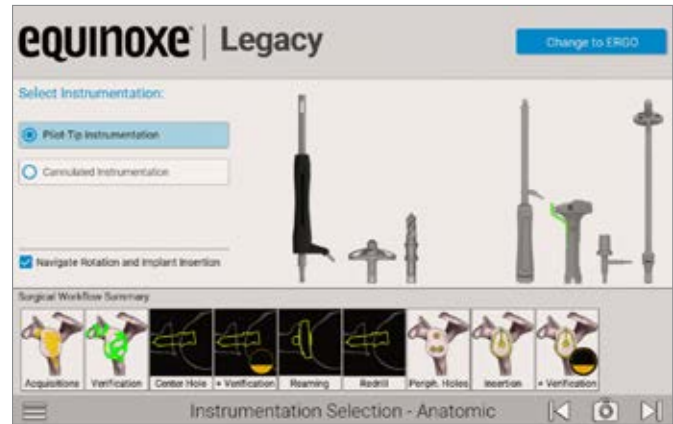 equinoxe | Legacy
Change to ERGO
Select Instrumentation:
Pilot Tip Instrumentation
Cannulated Instrumentation
Navigate Rotation and Implant Insertion
Surgical Workflow Summary
Acquisitions
Verification
Center Hole
+ Verification
Reaming
Redrill
Periph. Holes
Insertion
+ Verification
Instrumentation Selection - Anatomic